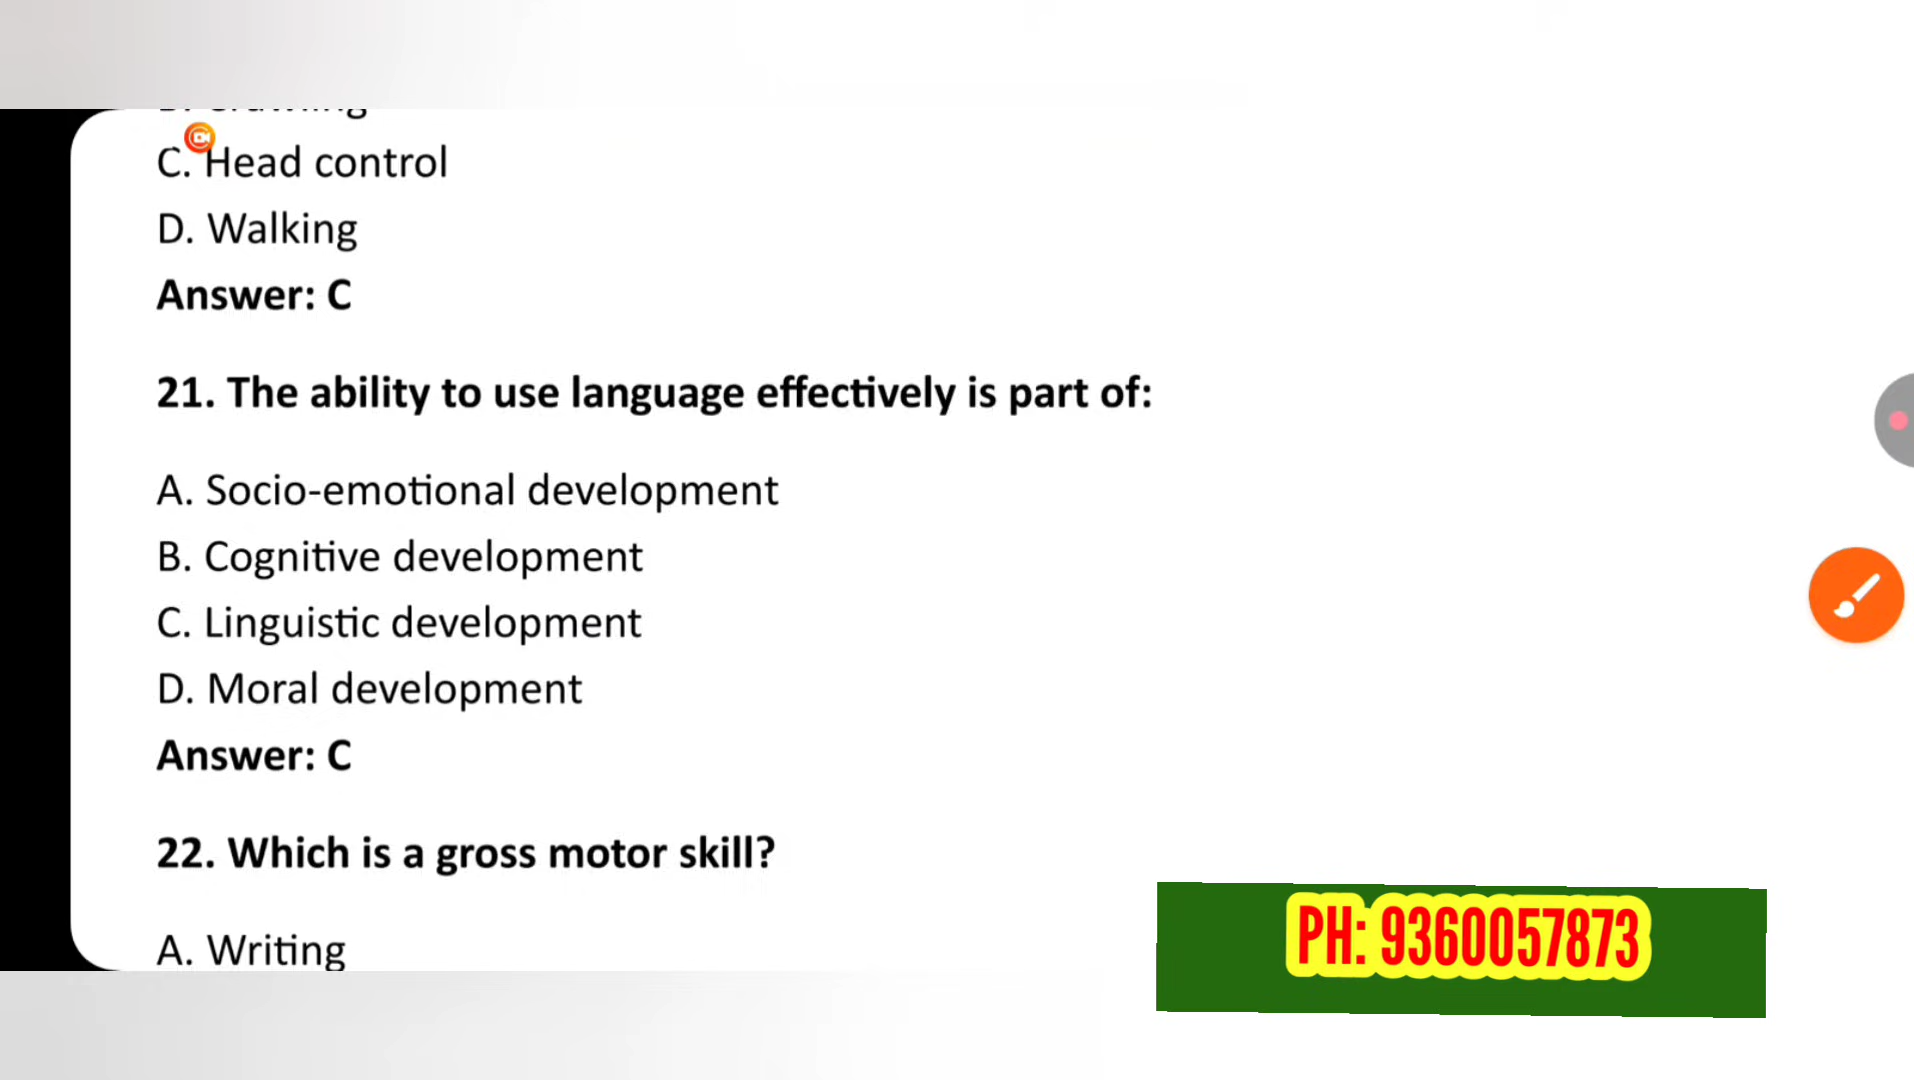 C. Head control
D. Walking
Answer: C
21. The ability to use language effectively is part of:
A. Socio-emotional development
B. Cognitive development
C. Linguistic development
D. Moral development
Answer: C
22. Which is a gross motor skill?
A. Writing
PH: 9360057873